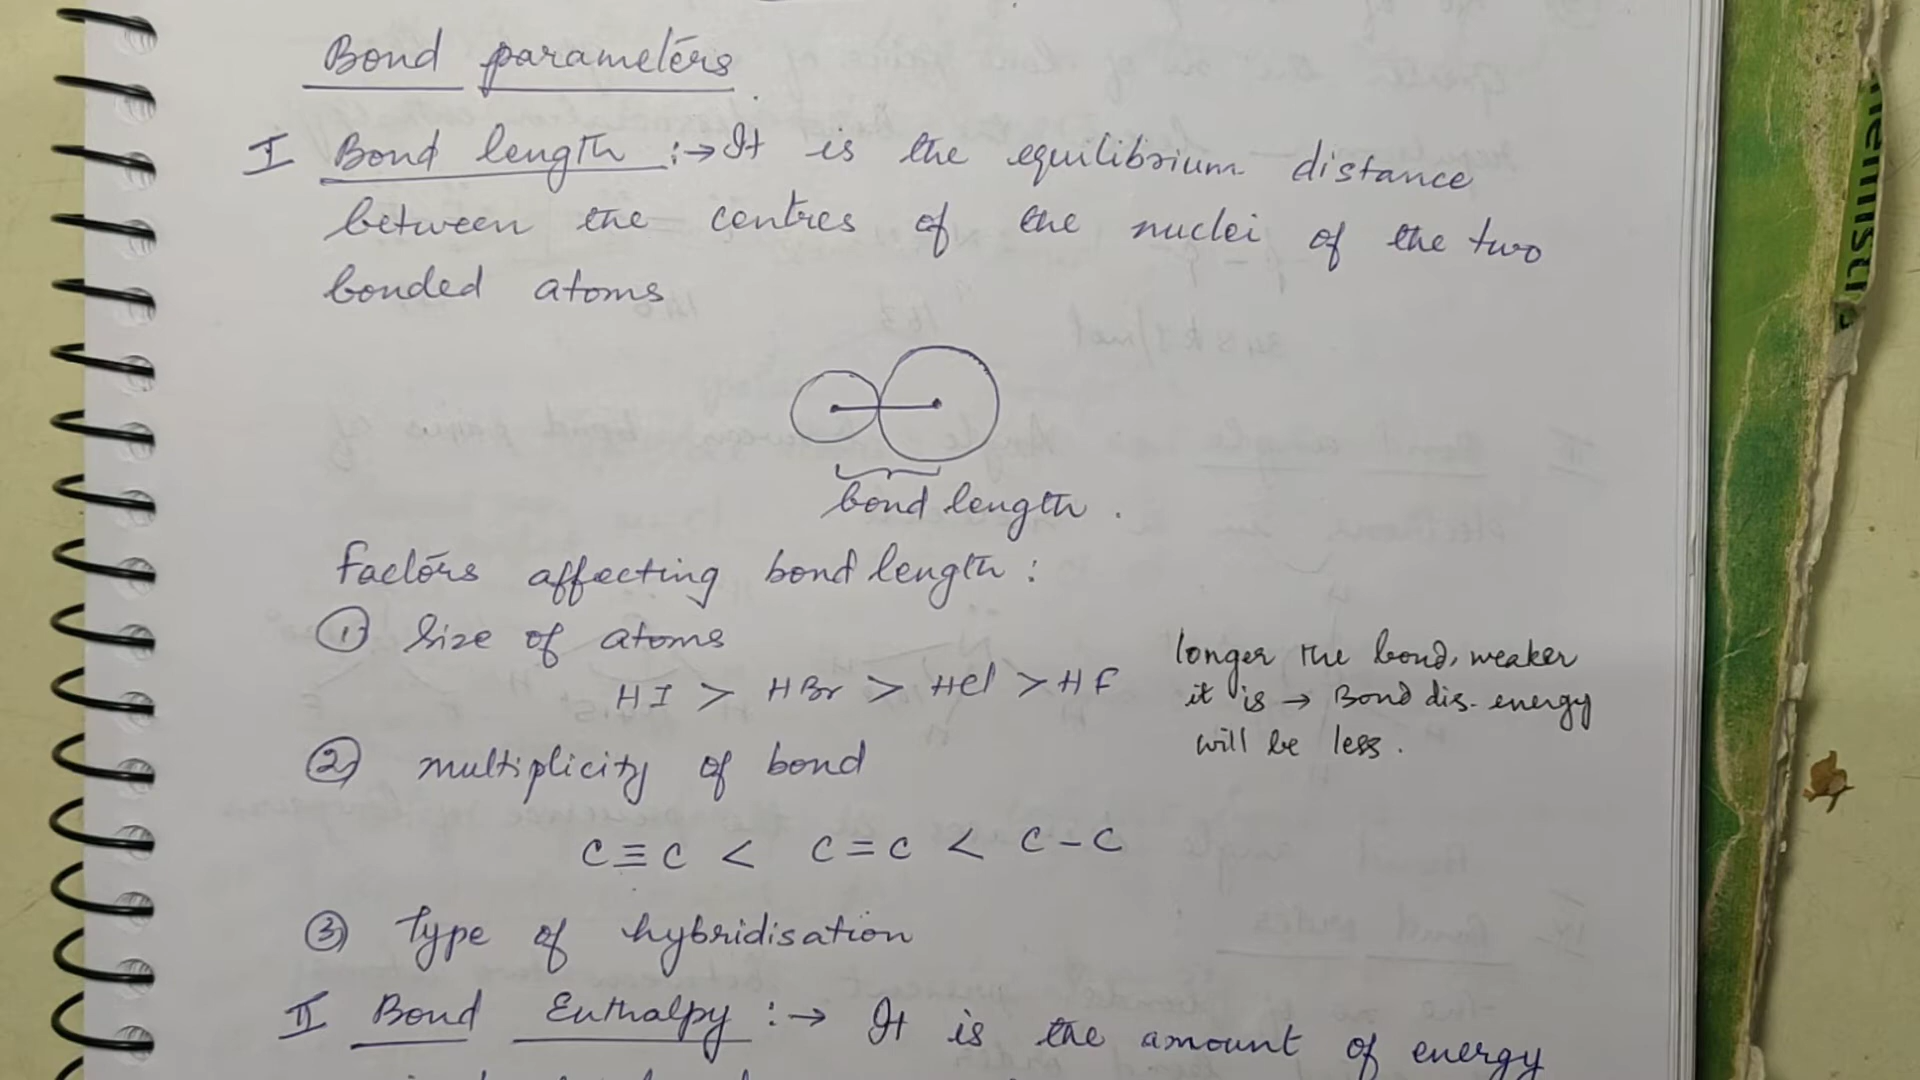 Bond parameters.
I Bond length :→ It is the equilibrium distance
between the centres of the nuclei of the two
bonded atoms
bond length.
Factors affecting bond length:
① Size of atoms
HI > HBr > HCl > HF
longer the bond, weaker
it is → Bond dis. energy
will be less.
② multiplicity of bond
C≡C < C=C < C-C
③ Type of hybridisation
II Bond Enthalpy :→ It is the amount of energy